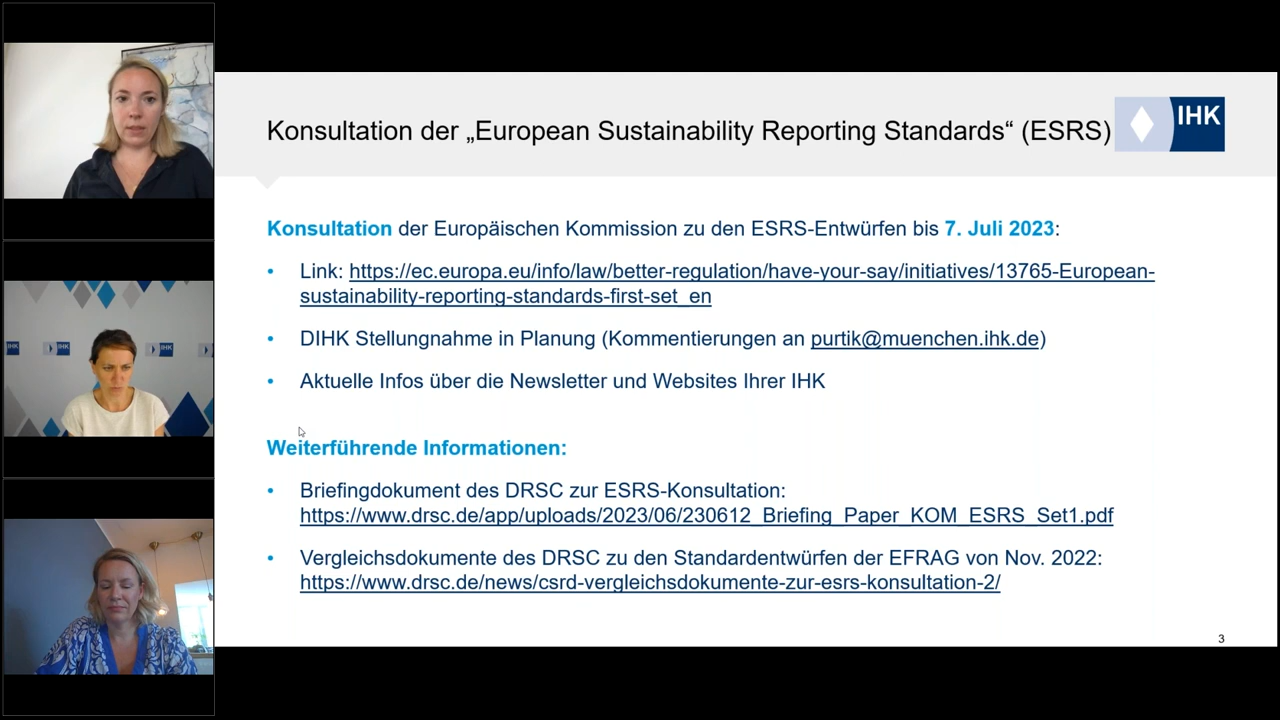 Konsultation der „European Sustainability Reporting Standards“ (ESRS)
IHK
Konsultation der Europäischen Kommission zu den ESRS-Entwürfen bis 7. Juli 2023:
• Link: https://ec.europa.eu/info/law/better-regulation/have-your-say/initiatives/13765-European-
sustainability-reporting-standards-first-set_en
• DIHK Stellungnahme in Planung (Kommentierungen an purtik@muenchen.ihk.de)
• Aktuelle Infos über die Newsletter und Websites Ihrer IHK
Weiterführende Informationen:
• Briefingdokument des DRSC zur ESRS-Konsultation:
https://www.drsc.de/app/uploads/2023/06/230612_Briefing_Paper_KOM_ESRS_Set1.pdf
• Vergleichsdokumente des DRSC zu den Standardentwürfen der EFRAG von Nov. 2022:
https://www.drsc.de/news/csrd-vergleichsdokumente-zur-esrs-konsultation-2/
3
IHK
IHK
IHK